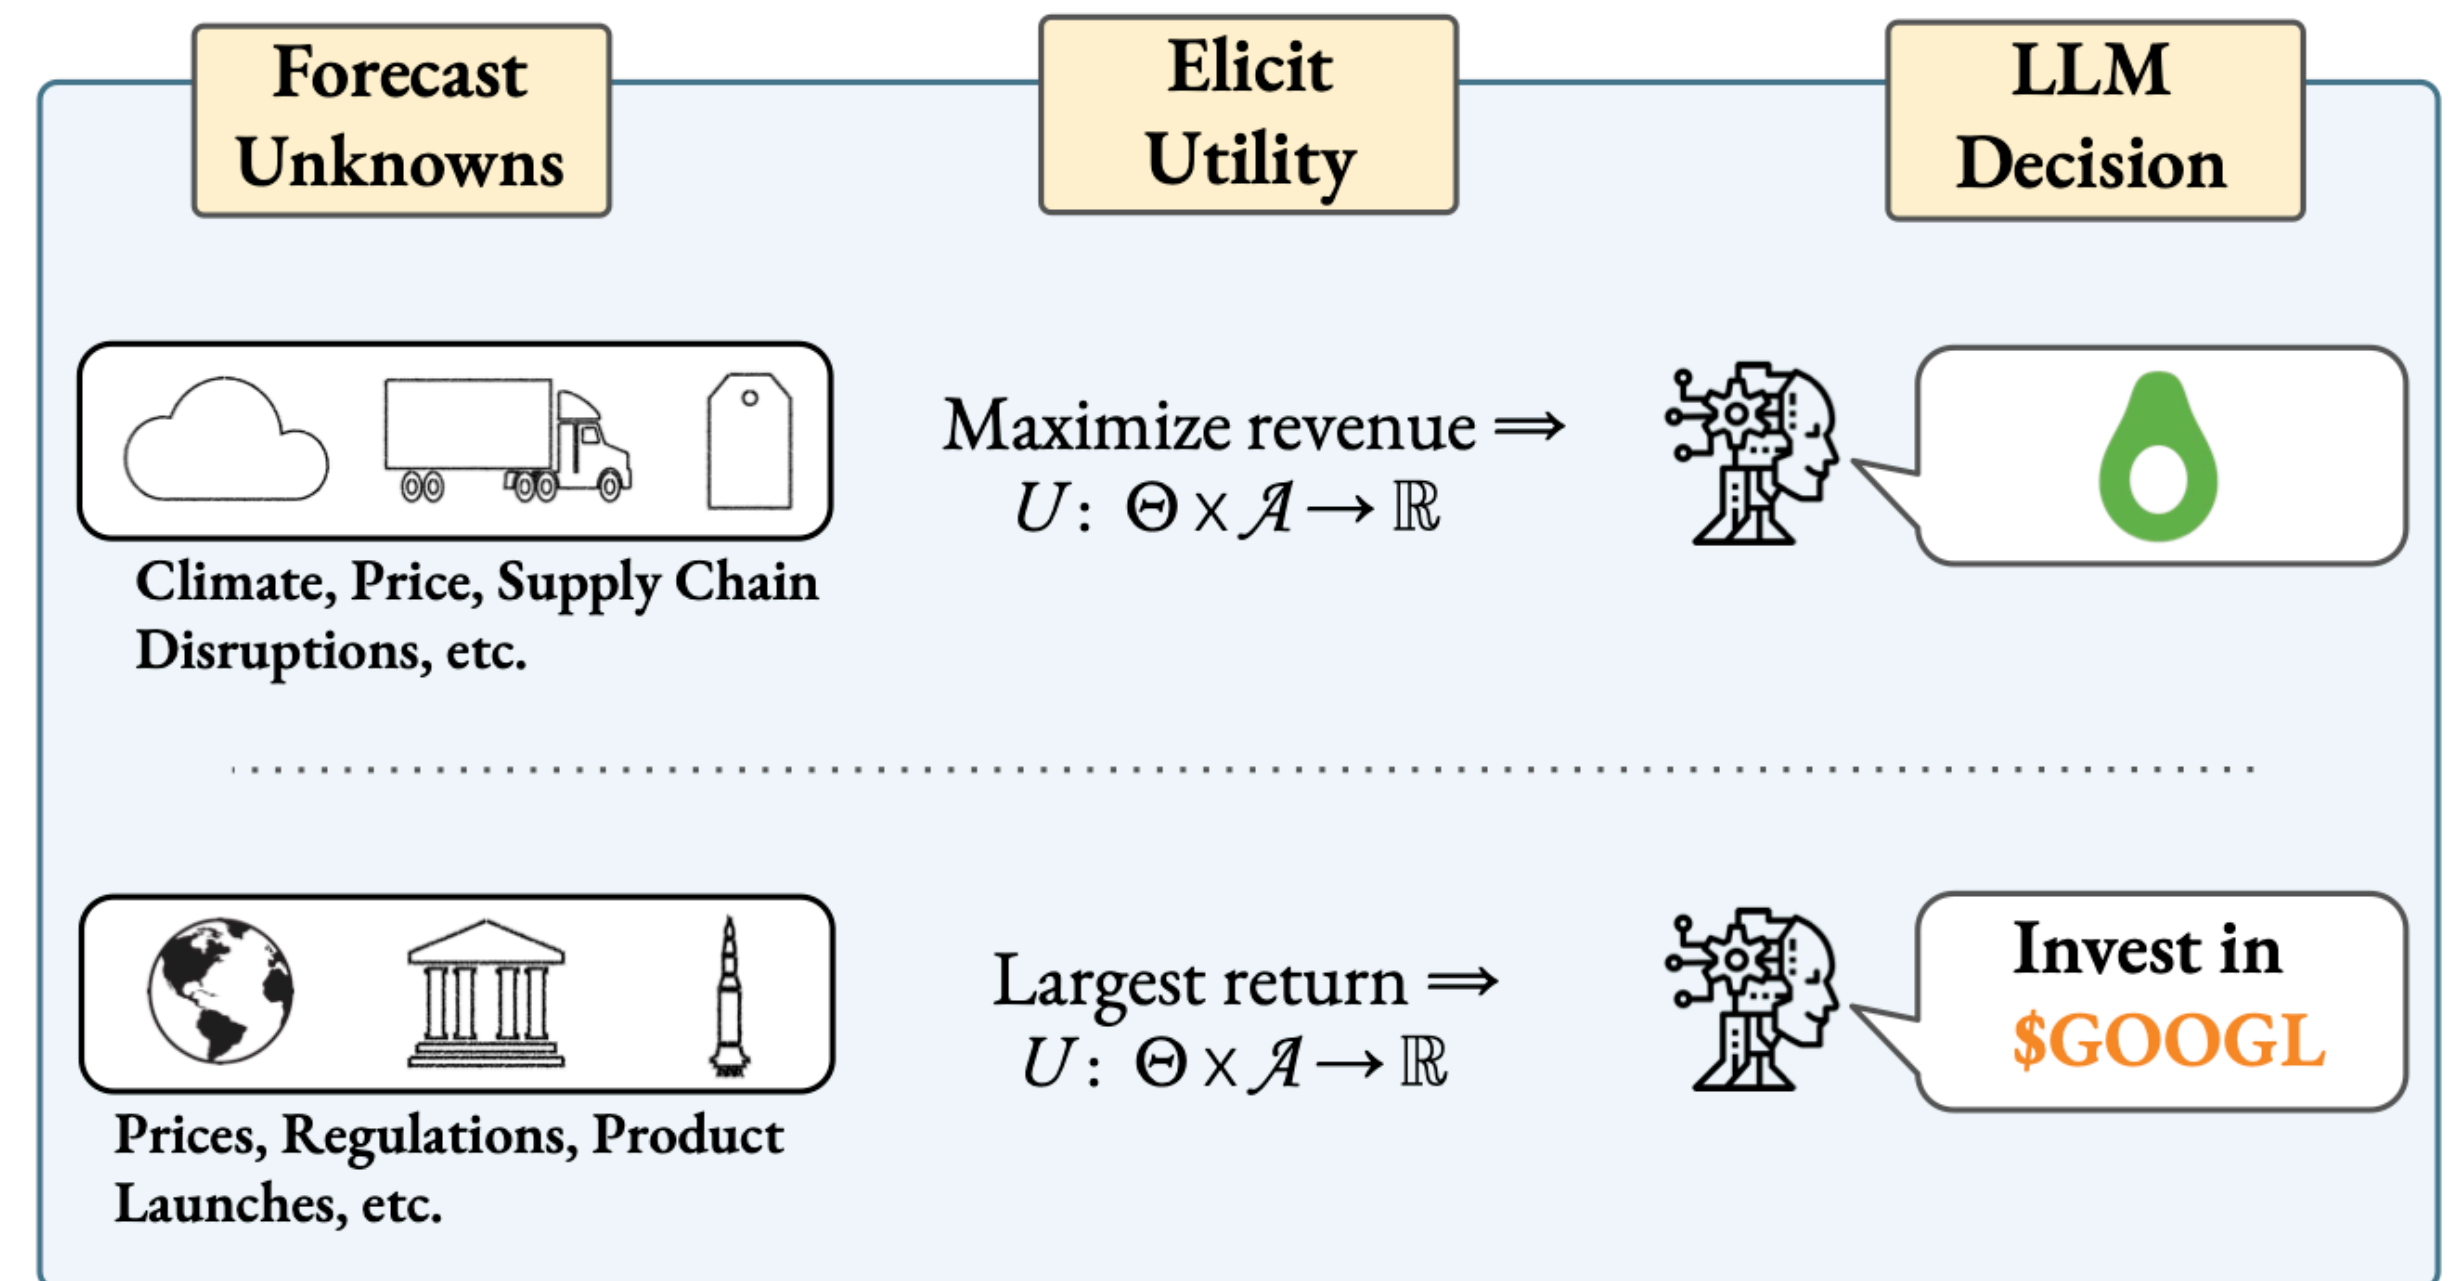 Forecast
Unknowns
Elicit
Utility
LLM
Decision
Maximize revenue ⇒
U: Θ x 𝒜 → ℝ
Climate, Price, Supply Chain
Disruptions, etc.
Largest return ⇒
U: Θ x 𝒜 → ℝ
Invest in
$GOOGL
Prices, Regulations, Product
Launches, etc.